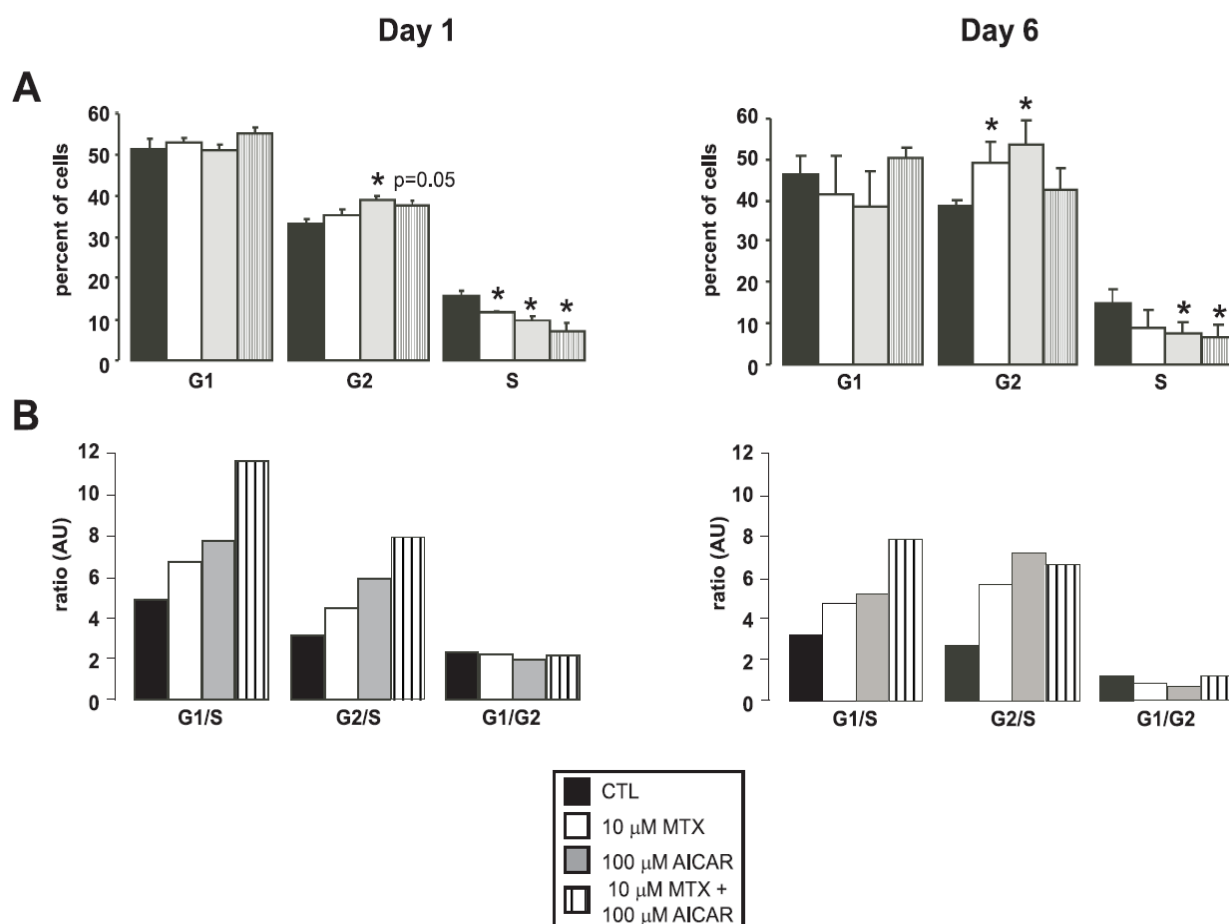 Day 1
Day 6
A
percent of cells
60
50
40
30
20
10
0
* p=0.05
* * *
G1 G2 S
percent of cells
60
50
40
30
20
10
0
* *
* *
G1 G2 S
B
ratio (AU)
12
10
8
6
4
2
0
G1/S G2/S G1/G2
ratio (AU)
12
10
8
6
4
2
0
G1/S G2/S G1/G2
CTL
10 µM MTX
100 µM AICAR
10 µM MTX +
100 µM AICAR